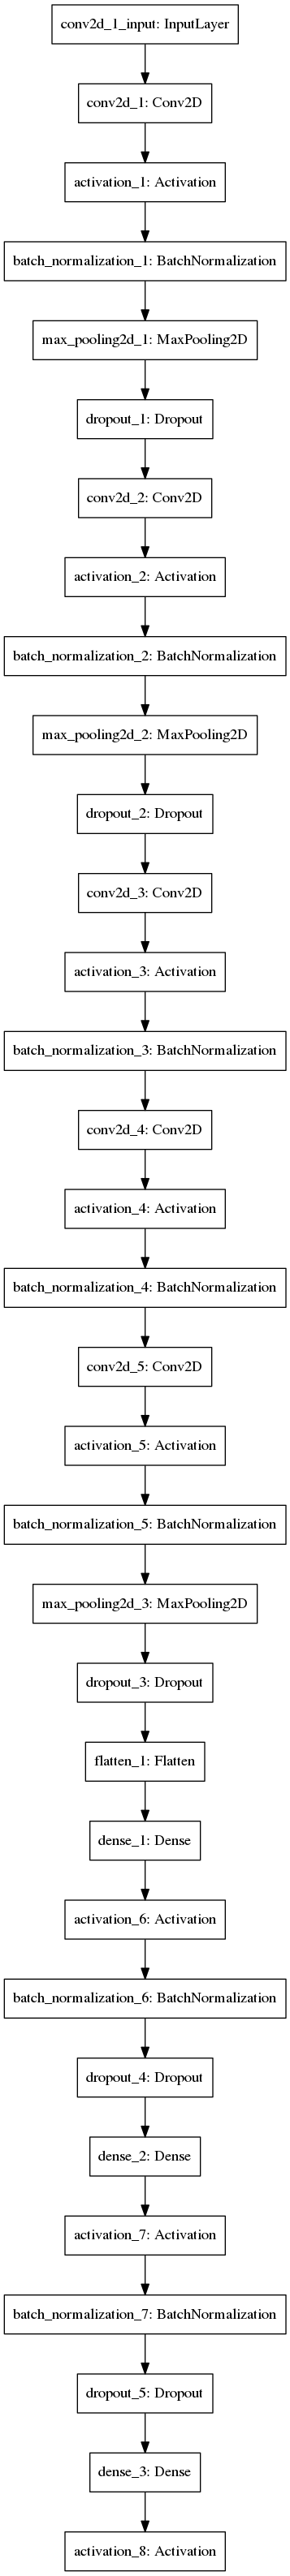 conv2d_1_input: InputLayer
conv2d_1: Conv2D
activation_1: Activation
batch_normalization_1: BatchNormalization
max_pooling2d_1: MaxPooling2D
dropout_1: Dropout
conv2d_2: Conv2D
activation_2: Activation
batch_normalization_2: BatchNormalization
max_pooling2d_2: MaxPooling2D
dropout_2: Dropout
conv2d_3: Conv2D
activation_3: Activation
batch_normalization_3: BatchNormalization
conv2d_4: Conv2D
activation_4: Activation
batch_normalization_4: BatchNormalization
conv2d_5: Conv2D
activation_5: Activation
batch_normalization_5: BatchNormalization
max_pooling2d_3: MaxPooling2D
dropout_3: Dropout
flatten_1: Flatten
dense_1: Dense
activation_6: Activation
batch_normalization_6: BatchNormalization
dropout_4: Dropout
dense_2: Dense
activation_7: Activation
batch_normalization_7: BatchNormalization
dropout_5: Dropout
dense_3: Dense
activation_8: Activation